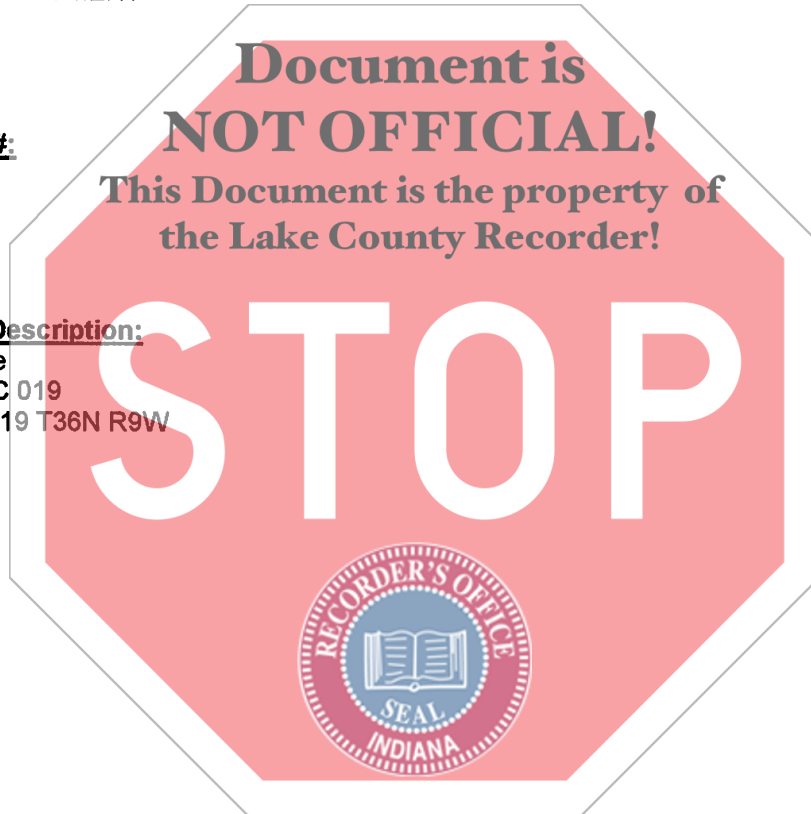 Document is
NOT OFFICIAL!
#:
This Document is the property of
the Lake County Recorder!
Description:
e
C 019
19 T36N R9W
STOP
RECORDER'S OFFICE
SEAL
INDIANA